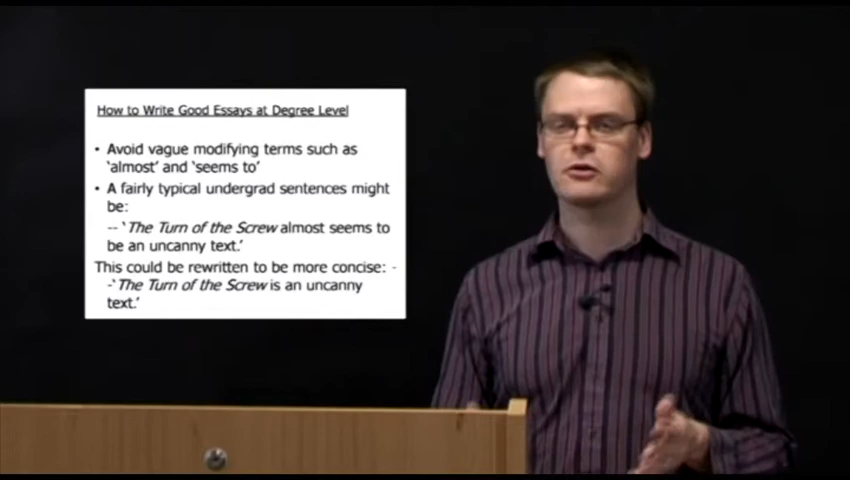 How to Write Good Essays at Degree Level
• Avoid vague modifying terms such as
'almost' and 'seems to'
• A fairly typical undergrad sentences might
be:
-- 'The Turn of the Screw almost seems to
be an uncanny text.'
This could be rewritten to be more concise: -
-'The Turn of the Screw is an uncanny
text.'